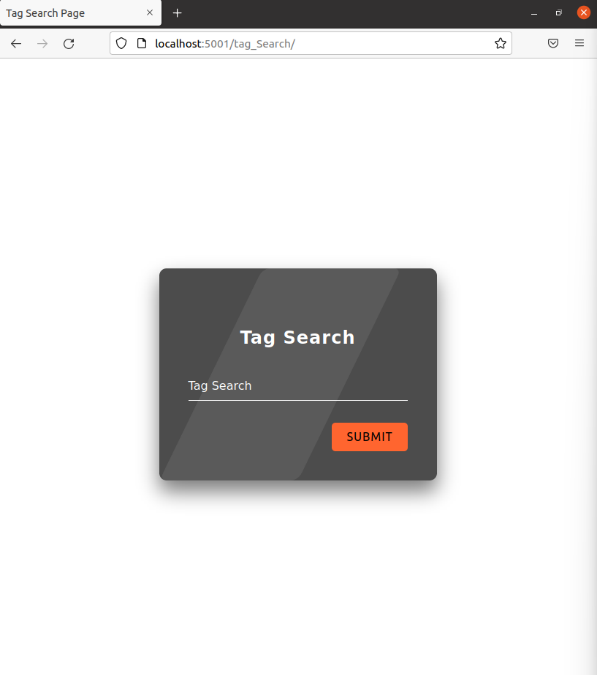 Tag Search Page
localhost:5001/tag_Search/
Tag Search
Tag Search
SUBMIT